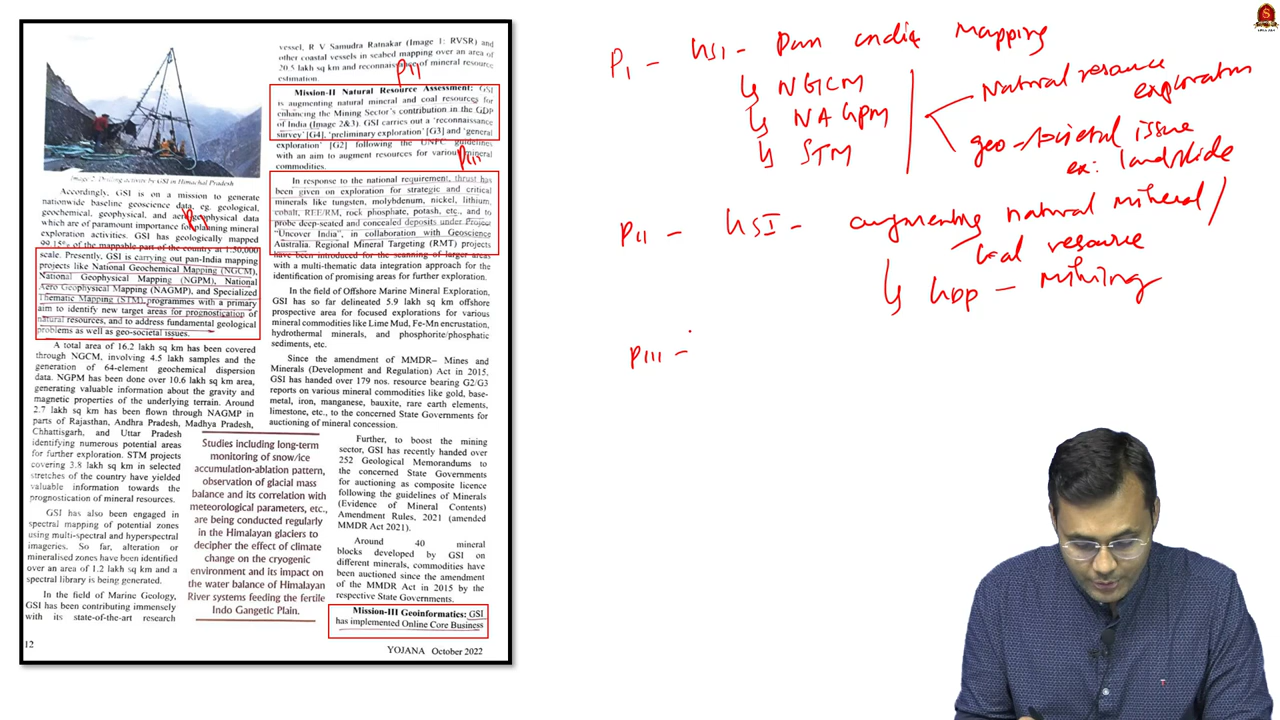 Image 2: Drilling activity by GSI in Himachal Pradesh
Accordingly, GSI is on a mission to generate
nationwide baseline geoscience data, eg. geological,
geochemical, geophysical, and aero-geophysical data
which are of paramount importance for planning mineral
exploration activities. GSI has geologically mapped
99.15% of the mappable part of the country at 1:50,000
scale. Presently, GSI is carrying out pan-India mapping
projects like National Geochemical Mapping (NGCM),
National Geophysical Mapping (NGPM), National
Aero Geophysical Mapping (NAGMP), and Specialized
Thematic Mapping (STM), programmes with a primary
aim to identify new target areas for prognostication of
natural resources, and to address fundamental geological
problems as well as geo-societal issues.
A total area of 16.2 lakh sq km has been covered
through NGCM, involving 4.5 lakh samples and the
generation of 64-element geochemical dispersion
data. NGPM has been done over 10.6 lakh sq km area,
generating valuable information about the gravity and
magnetic properties of the underlying terrain. Around
2.7 lakh sq km has been flown through NAGMP in
parts of Rajasthan, Andhra Pradesh, Madhya Pradesh,
Chhattisgarh, and Uttar Pradesh
identifying numerous potential areas
for further exploration. STM projects
covering 3.8 lakh sq km in selected
stretches of the country have yielded
valuable information towards the
prognostication of mineral resources.
GSI has also been engaged in
spectral mapping of potential zones
using multi-spectral and hyperspectral
imageries. So far, alteration or
mineralised zones have been identified
over an area of 1.2 lakh sq km and a
spectral library is being generated.
In the field of Marine Geology,
GSI has been contributing immensely
with its state-of-the-art research
12
Studies including long-term
monitoring of snow/ice
accumulation-ablation pattern,
observation of glacial mass
balance and its correlation with
meteorological parameters, etc.,
are being conducted regularly
in the Himalayan glaciers to
decipher the effect of climate
change on the cryogenic
environment and its impact on
the water balance of Himalayan
River systems feeding the fertile
Indo Gangetic Plain.
vessel, R V Samudra Ratnakar (Image 1: RVSR) and
other coastal vessels in seabed mapping over an area of
20.5 lakh sq km and reconnaissance of mineral resource
estimation.
PII
Mission-II Natural Resource Assessment: GSI
is augmenting natural mineral and coal resources for
enhancing the Mining Sector's contribution in the GDP
of India (Image 2&3). GSI carries out a 'reconnaissance
survey' [G4], 'preliminary exploration' [G3] and 'general
exploration' [G2] following the UNFC guidelines
with an aim to augment resources for various mineral
commodities.
PIII
In response to the national requirement, thrust has
been given on exploration for strategic and critical
minerals like tungsten, molybdenum, nickel, lithium,
cobalt, REE/RM, rock phosphate, potash, etc., and to
probe deep-seated and concealed deposits under Project
"Uncover India", in collaboration with Geoscience
Australia. Regional Mineral Targeting (RMT) projects
have been introduced for the scanning of larger areas
with a multi-thematic data integration approach for the
identification of promising areas for further exploration.
In the field of Offshore Marine Mineral Exploration,
GSI has so far delineated 5.9 lakh sq km offshore
prospective area for focused explorations for various
mineral commodities like Lime Mud, Fe-Mn encrustation,
hydrothermal minerals, and phosphorite/phosphatic
sediments, etc.
Since the amendment of MMDR– Mines and
Minerals (Development and Regulation) Act in 2015,
GSI has handed over 179 nos. resource bearing G2/G3
reports on various mineral commodities like gold, base-
metal, iron, manganese, bauxite, rare earth elements,
limestone, etc., to the concerned State Governments for
auctioning of mineral concession.
Further, to boost the mining
sector, GSI has recently handed over
252 Geological Memorandums to
the concerned State Governments
for auctioning as composite licence
following the guidelines of Minerals
(Evidence of Mineral Contents)
Amendment Rules, 2021 (amended
MMDR Act 2021).
Around 40 mineral
blocks developed by GSI on
different minerals, commodities have
been auctioned since the amendment
of the MMDR Act in 2015 by the
respective State Governments.
Mission-III Geoinformatics: GSI
has implemented Online Core Business
YOJANA October 2022
PI - GSI - Pan India Mapping
NGCM
NAGPM
STM
Natural resource
exploration
geo-societal issue
ex: landslide
PII - GSI - augmenting natural mineral/
coal resource
GDP - mining
PIII -